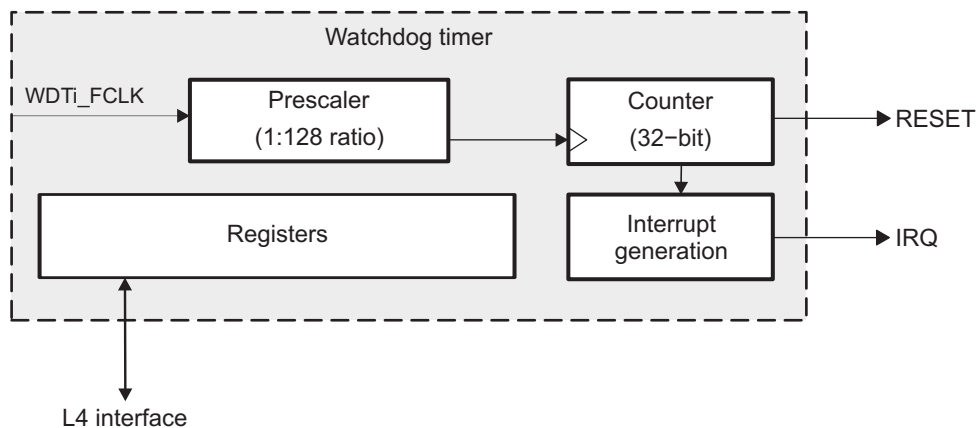 Watchdog timer
WDTi_FCLK
Prescaler
(1:128 ratio)
Counter
(32−bit)
RESET
Registers
Interrupt
generation
IRQ
L4 interface